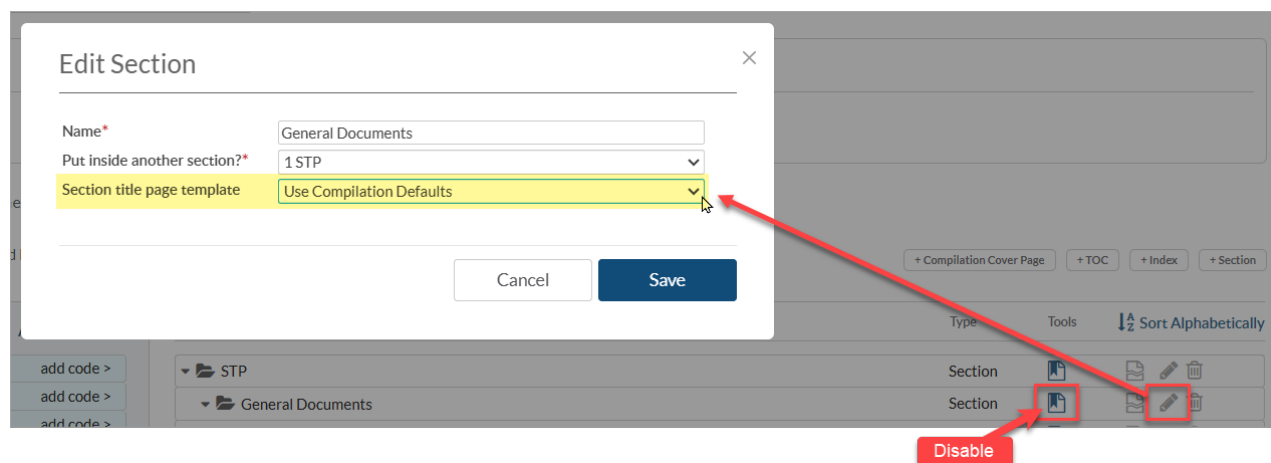 Edit Section
Name*
General Documents
Put inside another section?*
1 STP
Section title page template
Use Compilation Defaults
Cancel
Save
+ Compilation Cover Page
+ TOC
+ Index
+ Section
Type
Tools
Sort Alphabetically
add code >
STP
Section
add code >
General Documents
Section
add code >
Disable